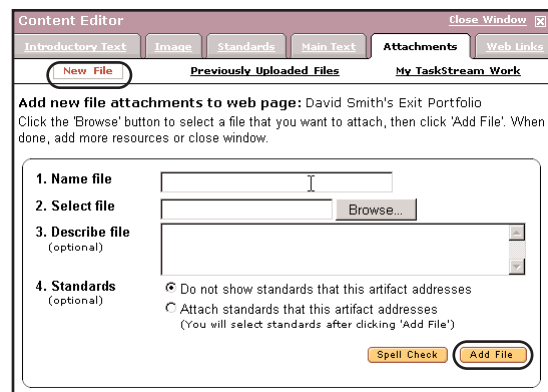 Content Editor Close Window
Introductory Text Image Standards Main Text Attachments Web Links
New File Previously Uploaded Files My TaskStream Work
Add new file attachments to web page: David Smith's Exit Portfolio
Click the 'Browse' button to select a file that you want to attach, then click 'Add File'. When
done, add more resources or close window.
1. Name file
2. Select file Browse...
3. Describe file
(optional)
4. Standards Do not show standards that this artifact addresses
(optional)
Attach standards that this artifact addresses
(You will select standards after clicking 'Add File')
Spell Check Add File